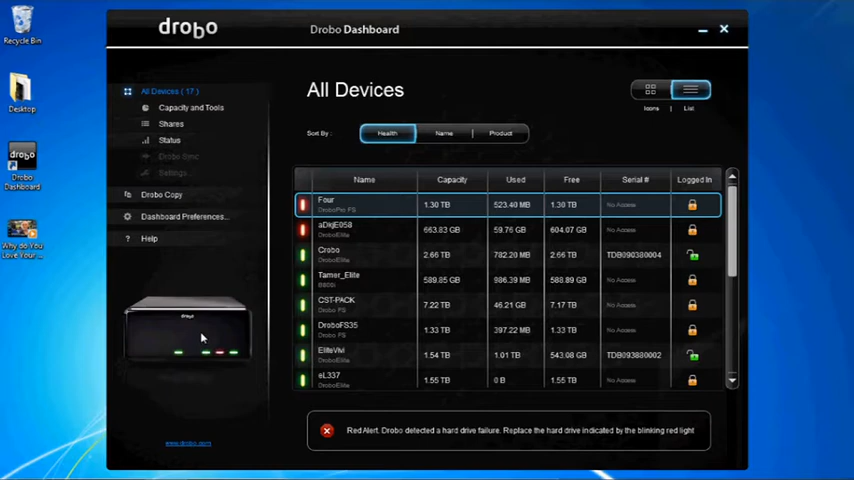 Recycle Bin
Desktop
drobo
Drobo
Dashboard
Why do You
Love Your ...
drobo
Drobo Dashboard
All Devices ( 17 )
Capacity and Tools
Shares
Status
Drobo Sync
Settings...
Drobo Copy
Dashboard Preferences...
? Help
drobo
www.drobo.com
All Devices
Icons | List
Sort By :
Health
Name
Product
Name Capacity Used Free Serial # Logged In
Four 1.30 TB 523.40 MB 1.30 TB No Access
DroboPro FS
663.83 GB 59.76 GB 604.07 GB No Access
DroboElite
Crobo 2.66 TB 782.20 MB 2.66 TB TDB090380004
DroboElite
Tamer_Elite 589.85 GB 986.39 MB 588.89 GB No Access
B800i
CST-PACK 7.22 TB 46.21 GB 7.17 TB No Access
Drobo FS
DroboFS35 1.33 TB 397.22 MB 1.33 TB No Access
Drobo FS
EliteVivi 1.54 TB 1.01 TB 543.08 GB TDB093880002
DroboElite
eL337 1.55 TB 0 B 1.55 TB No Access
DroboElite
Red Alert. Drobo detected a hard drive failure. Replace the hard drive indicated by the blinking red light